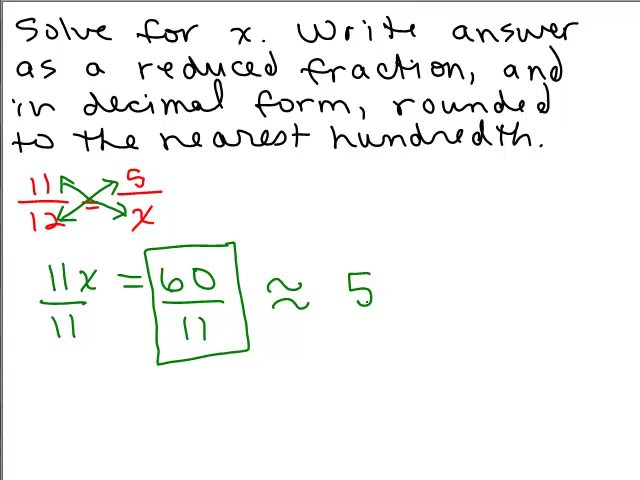 Solve for x. Write answer
as a reduced fraction, and
in decimal form, rounded
to the nearest hundredth.
11/12 = 5/x
11x/11 = 60/11 ≈ 5.